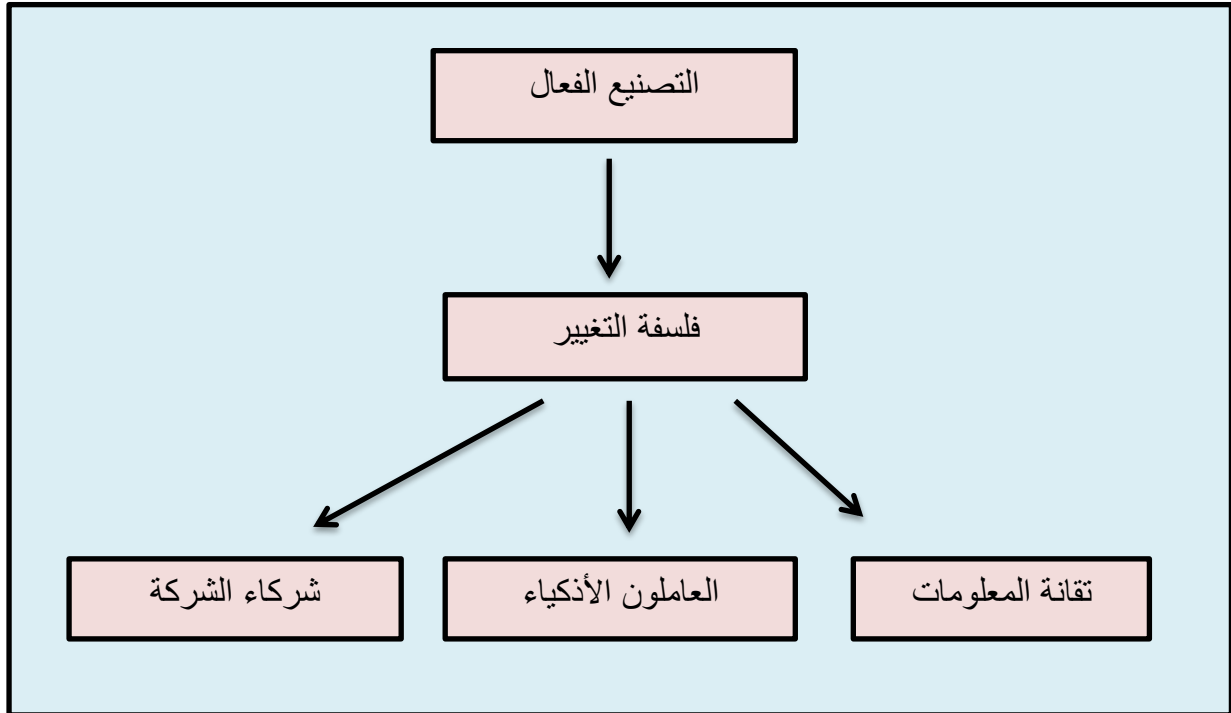 التصنيع الفعال
فلسفة التغيير
تقانة المعلومات
العاملون الأذكياء
شركاء الشركة